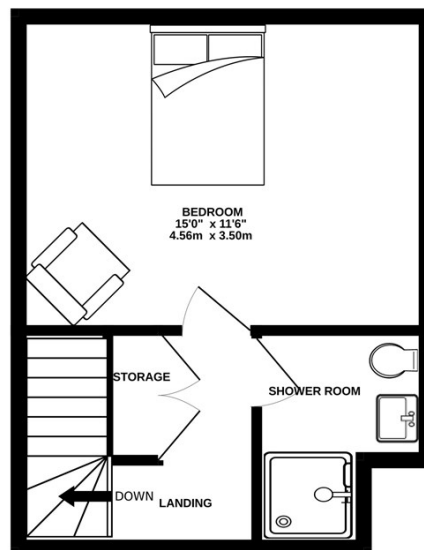 BEDROOM
15'0" x 11'6"
4.56m x 3.50m
STORAGE
SHOWER ROOM
DOWN
LANDING